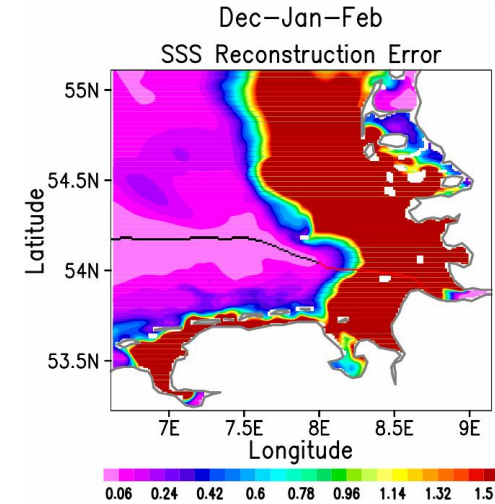 Dec-Jan-Feb
SSS Reconstruction Error
55N
54.5N
54N
53.5N
Latitude
7E 7.5E 8E 8.5E 9E
Longitude
0.06 0.24 0.42 0.6 0.78 0.96 1.14 1.32 1.5